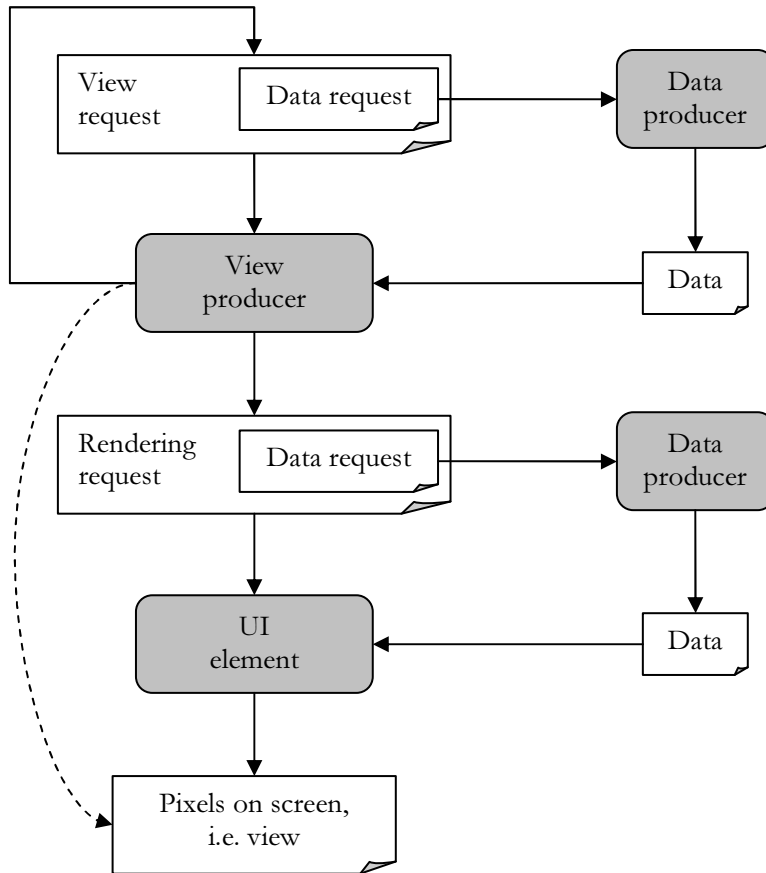 View
request
Data request
Data
producer
View
producer
Data
Rendering
request
Data request
Data
producer
UI
element
Data
Pixels on screen,
i.e. view